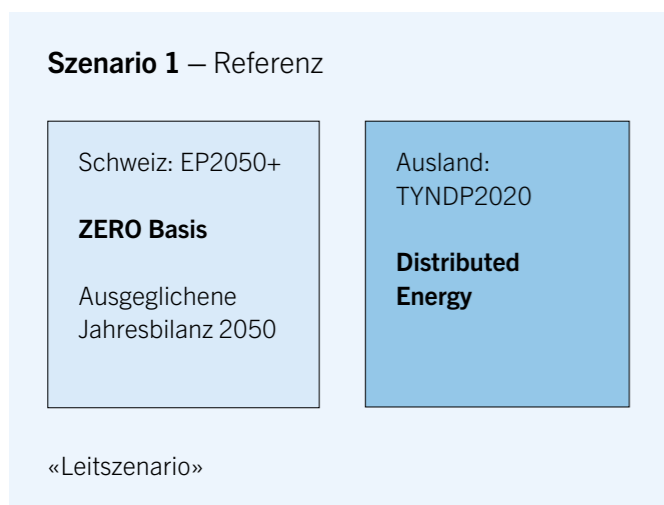 Szenario 1 – Referenz
Schweiz: EP2050+
ZERO Basis
Ausgeglichene
Jahresbilanz 2050
Ausland:
TYNDP2020
Distributed
Energy
«Leitszenario»